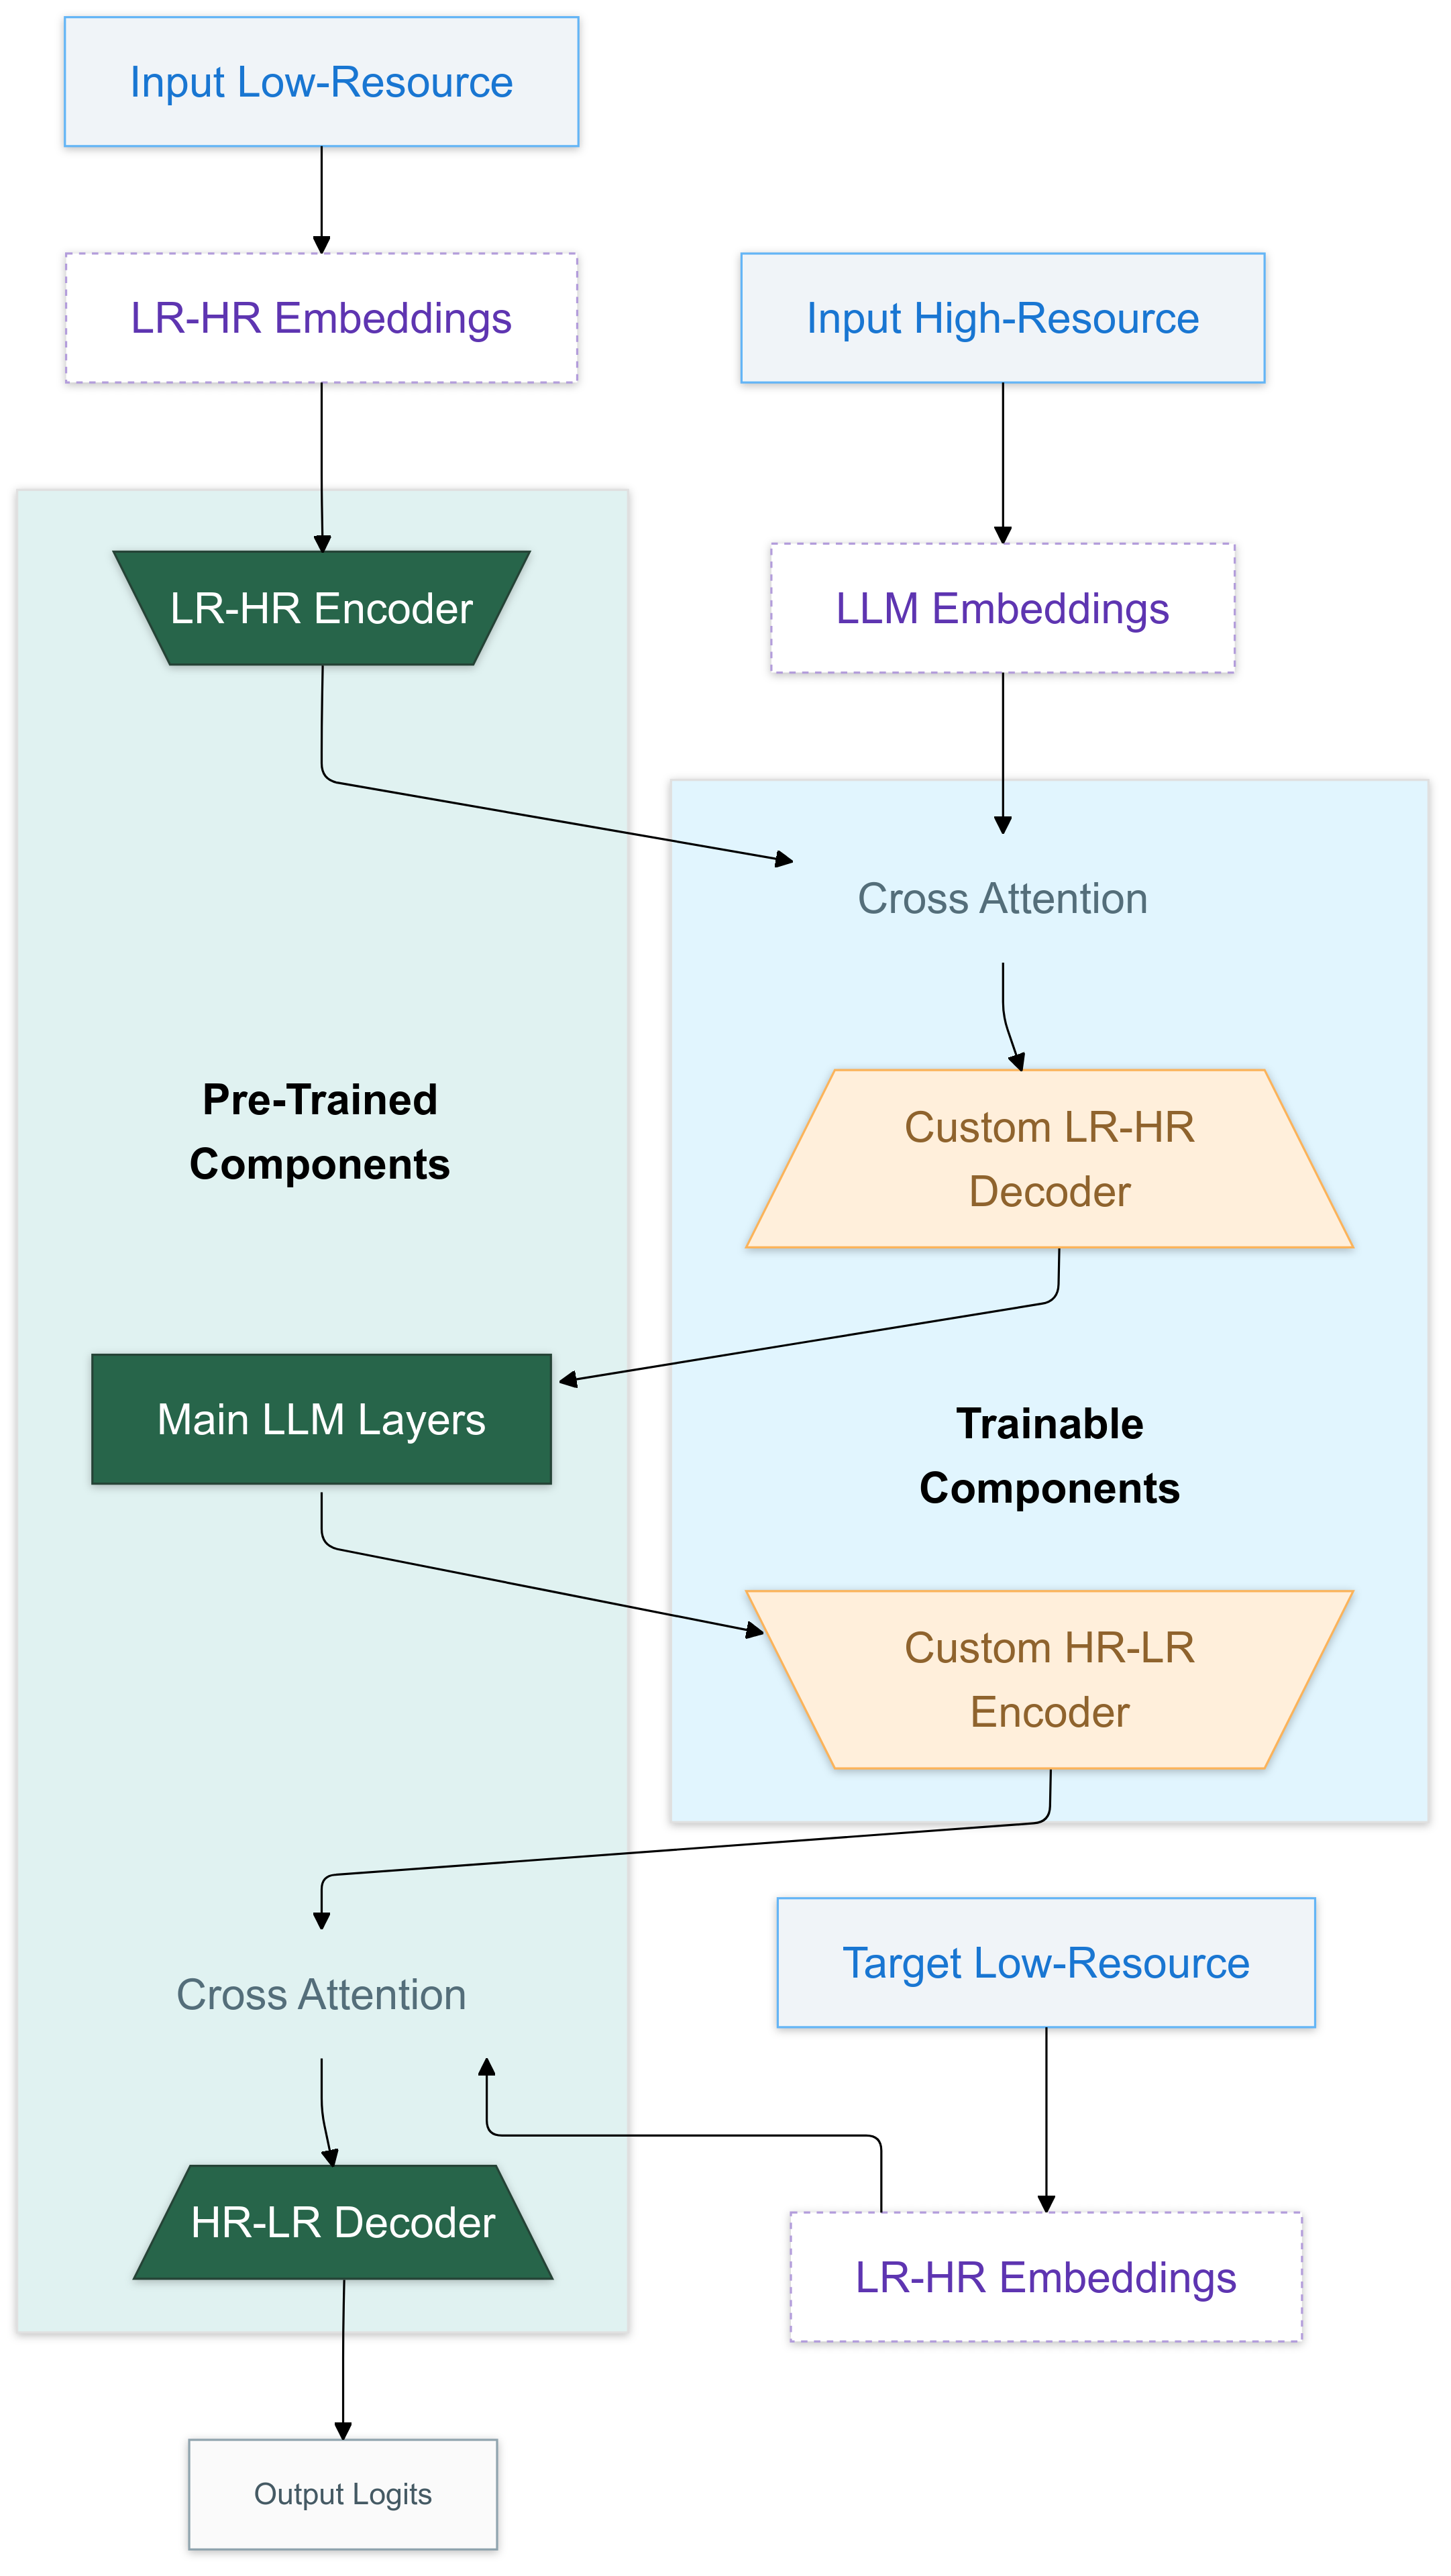 Input Low-Resource
LR-HR Embeddings
Input High-Resource
LR-HR Encoder
LLM Embeddings
Cross Attention
Pre-Trained
Components
Custom LR-HR
Decoder
Main LLM Layers
Trainable
Components
Custom HR-LR
Encoder
Cross Attention
Target Low-Resource
HR-LR Decoder
LR-HR Embeddings
Output Logits